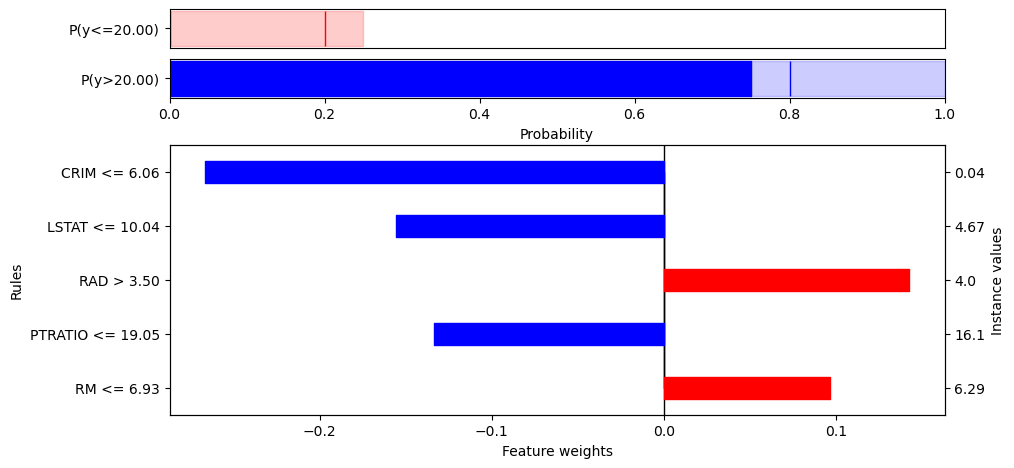 P(y<=20.00)
P(y>20.00)
0.0 0.2 0.4 0.6 0.8 1.0
Probability
Rules
CRIM <= 6.06 0.04
LSTAT <= 10.04 4.67
RAD > 3.50 4.0
PTRATIO <= 19.05 16.1
RM <= 6.93 6.29
Instance values
−0.2 −0.1 0.0 0.1
Feature weights